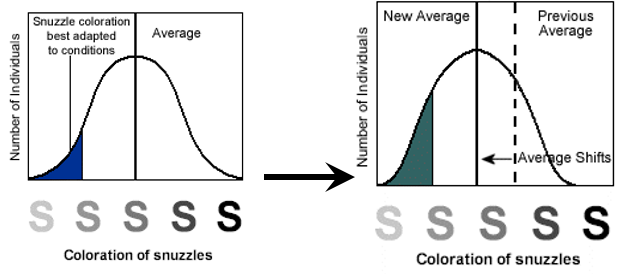 Snuzzle coloration
best adapted
to conditions
Average
Number of Individuals
S S S S S
Coloration of snuzzles
New Average
Previous
Average
Number of Individuals
Average Shifts
S S S S S
Coloration of snuzzles